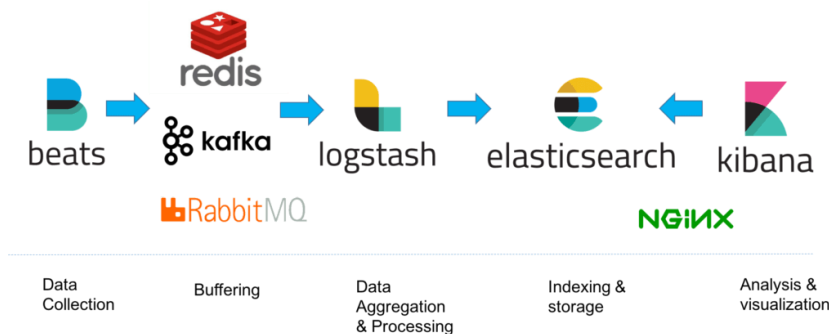 redis
kafka
beats
logstash
elasticsearch
kibana
RabbitMQ
NGINX
Data
Collection
Buffering
Data
Aggregation
& Processing
Indexing &
storage
Analysis &
visualization